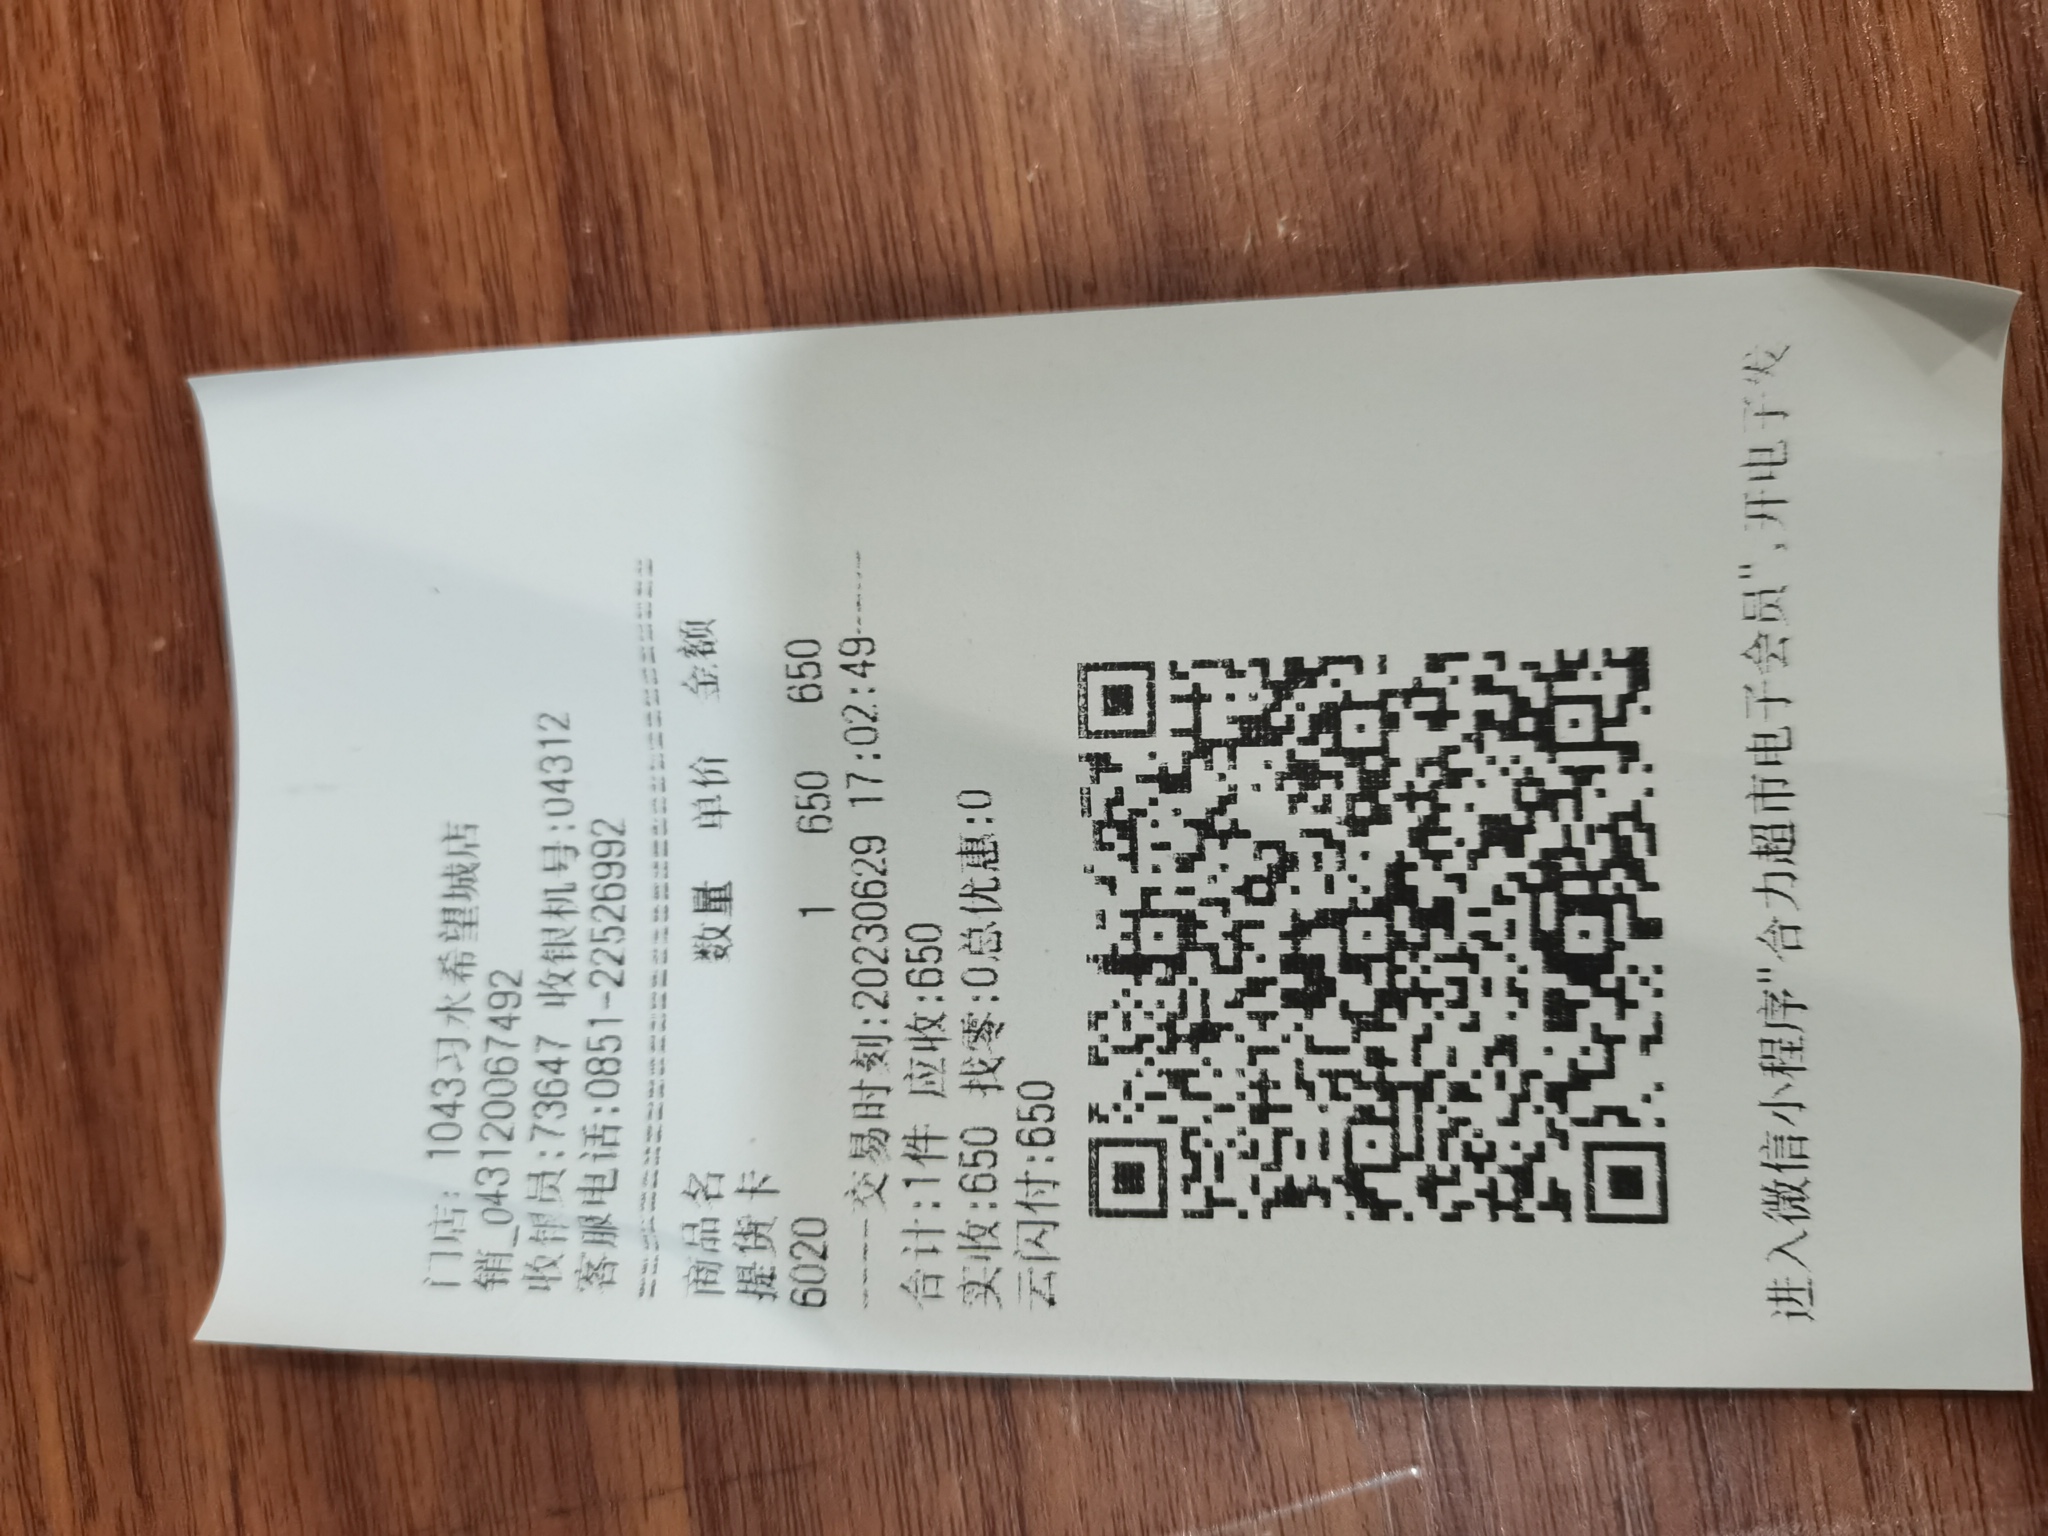 门店: 1043习水希望城店
销_0431200674​92
收银员:73647 收银机号:04312
客服电话:0851-22526992
商品名 数量 单价 金额
提货卡
6020 1 650 650
-----交易时刻:20230629 17:02:49-----
合计:1件 应收:650
实收:650 找零:0总优惠:0
云闪付:650
进入微信小程序"合力超市电子会员",开电子发